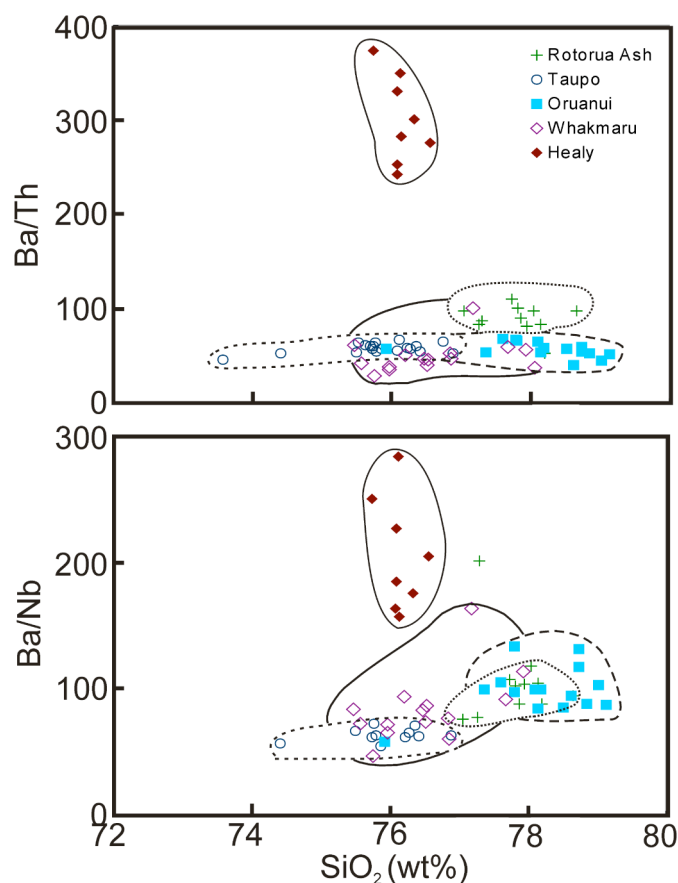 400
300
200
100
0
Ba/Th
Rotorua Ash
Taupo
Oruanui
Whakmaru
Healy
300
200
100
0
Ba/Nb
72
74
76
78
80
SiO₂ (wt%)